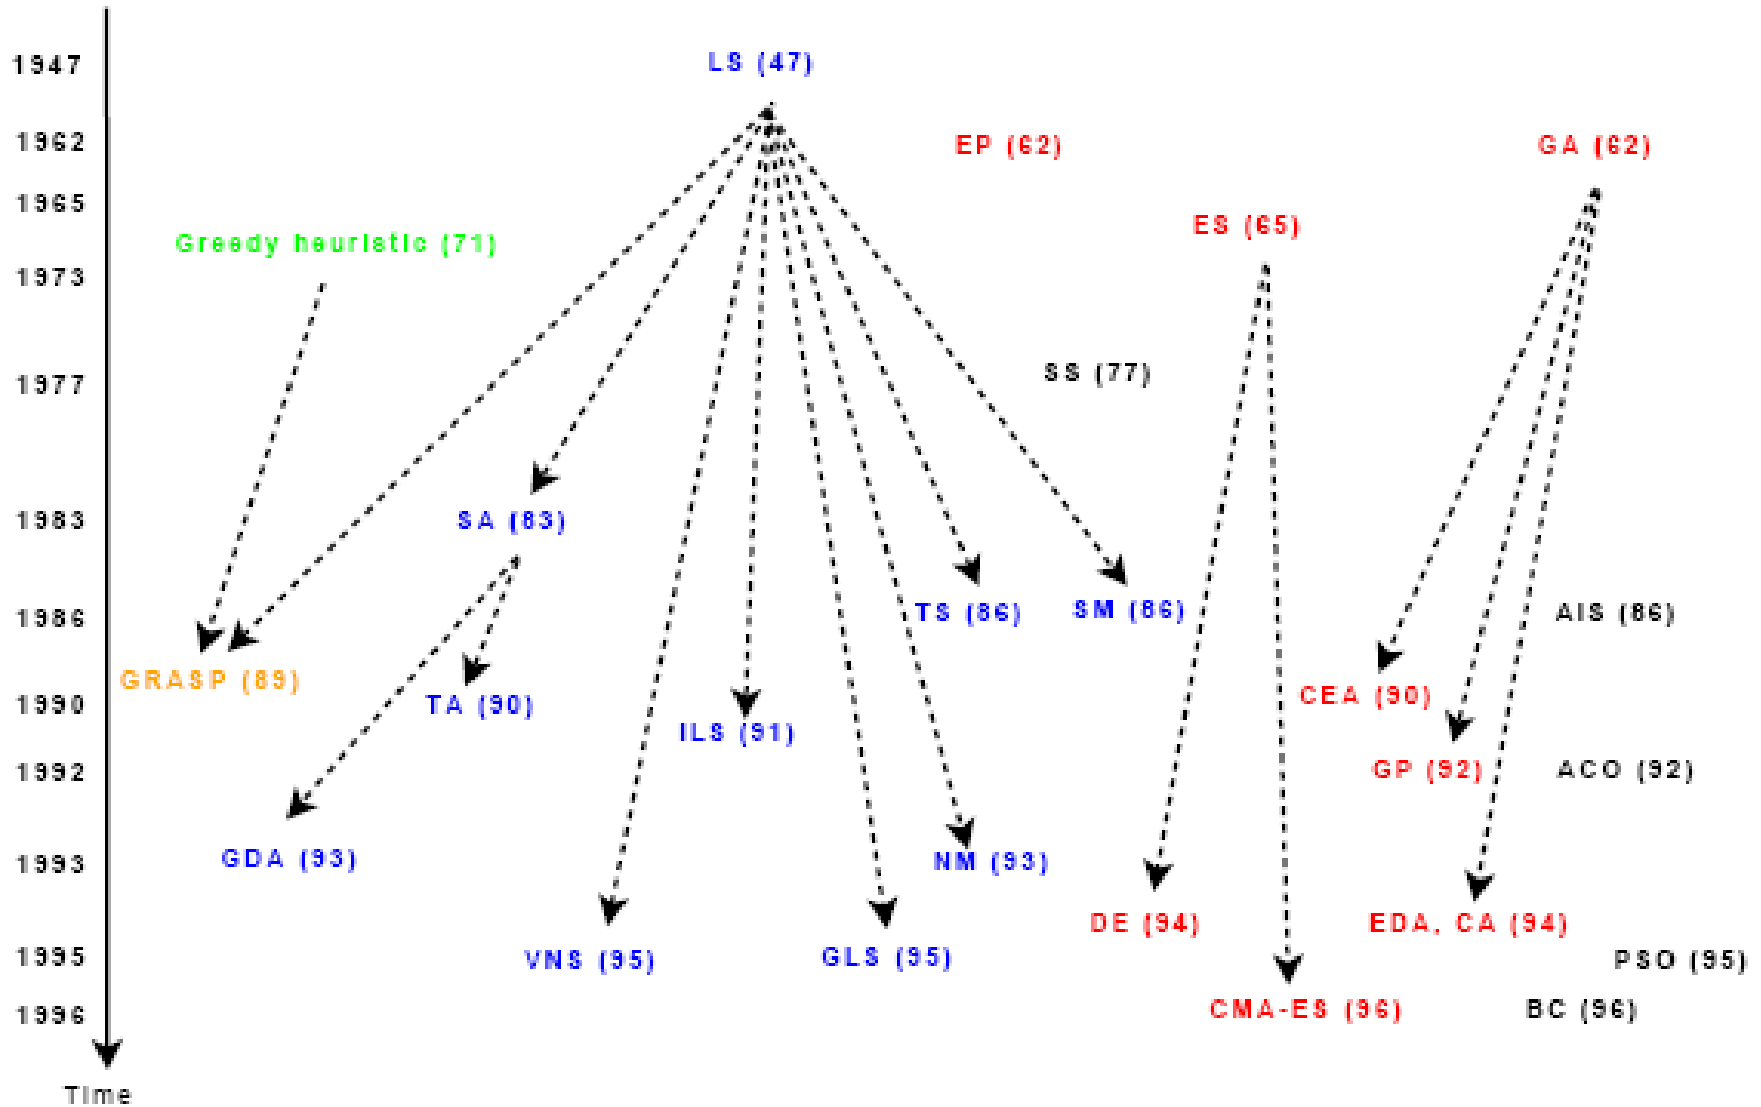 1947
LS (47)
1962
EP (62)
GA (62)
1965
ES (65)
Greedy heuristic (71)
1973
SS (77)
1977
1983
SA (83)
1986
TS (86)
SM (86)
AIS (86)
GRASP (89)
1990
TA (90)
CEA (90)
ILS (91)
1992
GP (92)
ACO (92)
1993
GDA (93)
NM (93)
DE (94)
EDA, CA (94)
1995
VNS (95)
GLS (95)
PSO (95)
1996
CMA-ES (96)
BC (96)
Time